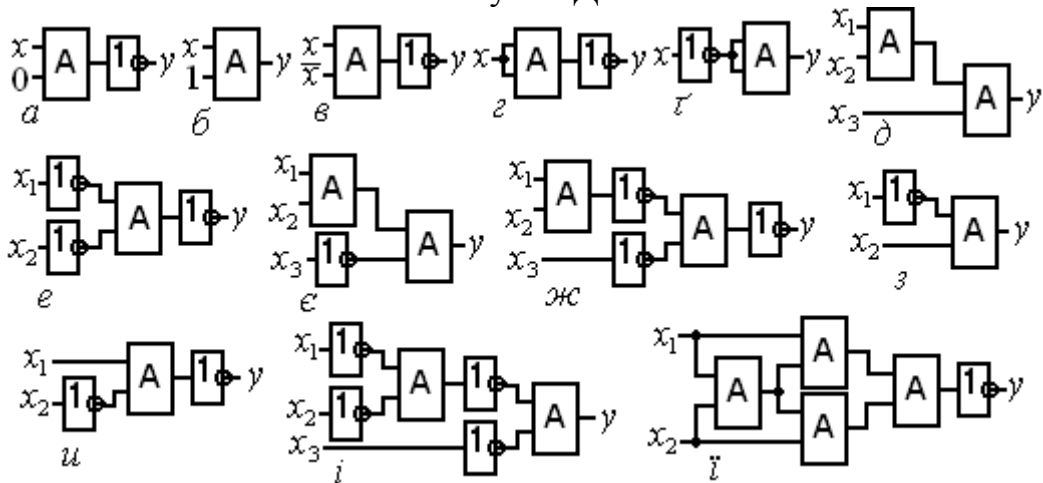 x 0 A 1 y
а
x 1 A y
б
x x̅ A 1 y
в
x A 1 y
г
x 1 A y
ґ
x₁ x₂ A x₃ A y
д
x₁ 1 x₂ 1 A 1 y
е
x₁ x₂ A x₃ 1 A y
є
x₁ x₂ A 1 x₃ 1 A 1 y
ж
x₁ 1 x₂ A y
з
x₁ x₂ 1 A 1 y
и
x₁ 1 x₂ 1 A 1 x₃ 1 A y
і
x₁ x₂ A A A A 1 y
ї